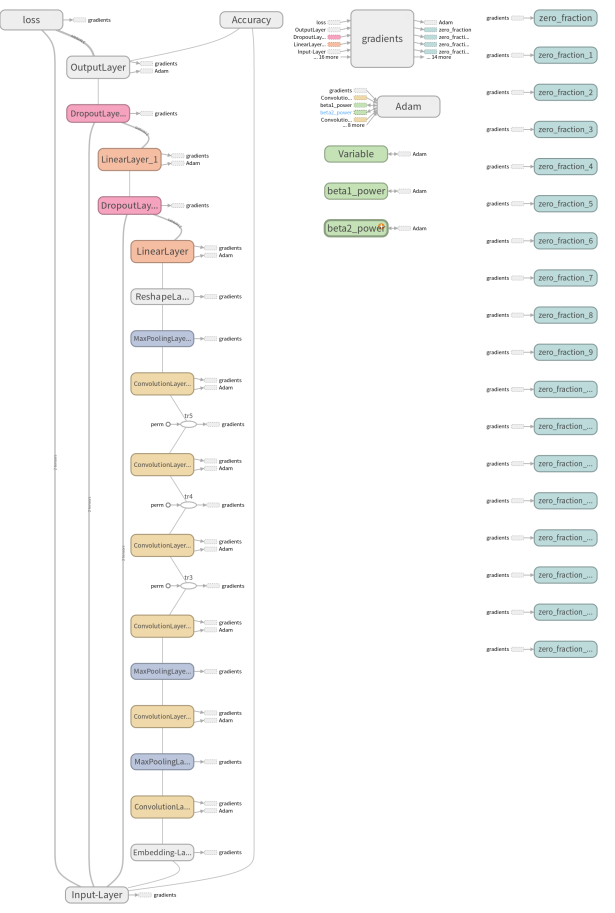 loss
gradients
Accuracy
OutputLayer
gradients
Adam
DropoutLaye...
gradients
LinearLayer_1
gradients
Adam
DropoutLay...
gradients
LinearLayer
gradients
Adam
ReshapeLa...
gradients
MaxPoolingLaye...
gradients
ConvolutionLayer...
gradients
Adam
tr5
perm
gradients
ConvolutionLayer...
gradients
Adam
tr4
perm
gradients
ConvolutionLayer...
gradients
Adam
tr3
perm
gradients
ConvolutionLayer...
gradients
Adam
MaxPoolingLaye...
gradients
ConvolutionLayer...
gradients
Adam
MaxPoolingLa...
gradients
ConvolutionLa...
gradients
Adam
Embedding-La...
gradients
Input-Layer
gradients
loss
OutputLayer
DropoutLay...
LinearLayer...
Input-Layer
... 16 more
gradients
Adam
zero_fraction
zero_fracti...
zero_fracti...
zero_fracti...
... 14 more
gradients
Convolutio...
beta1_power
beta2_power
Convolutio...
... 8 more
Adam
Variable
Adam
beta1_power
Adam
beta2_power
Adam
gradients
zero_fraction
gradients
zero_fraction_1
gradients
zero_fraction_2
gradients
zero_fraction_3
gradients
zero_fraction_4
gradients
zero_fraction_5
gradients
zero_fraction_6
gradients
zero_fraction_7
gradients
zero_fraction_8
gradients
zero_fraction_9
gradients
zero_fraction_...
gradients
zero_fraction_...
gradients
zero_fraction_...
gradients
zero_fraction_...
gradients
zero_fraction_...
gradients
zero_fraction_...
gradients
zero_fraction_...
gradients
zero_fraction_...